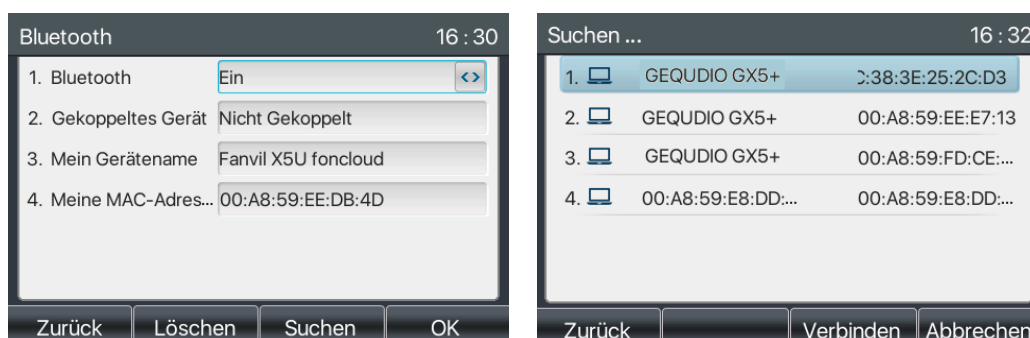 Bluetooth 16 : 30
1. Bluetooth Ein
2. Gekoppeltes Gerät Nicht Gekoppelt
3. Mein Gerätename Fanvil X5U foncloud
4. Meine MAC-Adres... 00:A8:59:EE:DB:4D
Zurück Löschen Suchen OK
Suchen ... 16 : 32
1. GEQUDIO GX5+ :38:3E:25:2C:D3
2. GEQUDIO GX5+ 00:A8:59:EE:E7:13
3. GEQUDIO GX5+ 00:A8:59:FD:CE:...
4. 00:A8:59:E8:DD:... 00:A8:59:E8:DD:...
Zurück Verbinden Abbrechen